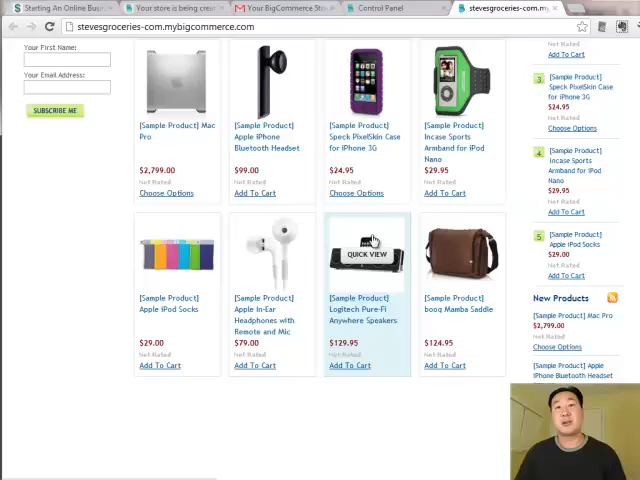 Starting An Online Busi
Your store is being crea
Your BigCommerce Sto
Control Panel
stevesgroceries-com.my
stevesgroceries-com.mybigcommerce.com
Your First Name:
Your Email Address:
SUBSCRIBE ME
[Sample Product] Mac
Pro
$2,799.00
Not Rated
Choose Options
[Sample Product]
Apple iPhone
Bluetooth Headset
$99.00
Not Rated
Add To Cart
[Sample Product]
Speck PixelSkin Case
for iPhone 3G
$24.95
Not Rated
Choose Options
[Sample Product]
Incase Sports
Armband for iPod
Nano
$29.95
Not Rated
Add To Cart
[Sample Product]
Apple iPod Socks
$29.00
Not Rated
Add To Cart
[Sample Product]
Apple In-Ear
Headphones with
Remote and Mic
$79.00
Not Rated
Add To Cart
QUICK VIEW
[Sample Product]
Logitech Pure-Fi
Anywhere Speakers
$129.95
Not Rated
Add To Cart
[Sample Product]
booq Mamba Saddle
$124.95
Not Rated
Add To Cart
Not Rated
Add To Cart
3
[Sample Product]
Speck PixelSkin Case
for iPhone 3G
$24.95
Not Rated
Choose Options
4
[Sample Product]
Incase Sports
Armband for iPod
Nano
$29.95
Not Rated
Add To Cart
5
[Sample Product]
Apple iPod Socks
$29.00
Not Rated
Add To Cart
New Products
[Sample Product] Mac Pro
$2,799.00
Not Rated
Choose Options
[Sample Product] Apple
iPhone Bluetooth Headset